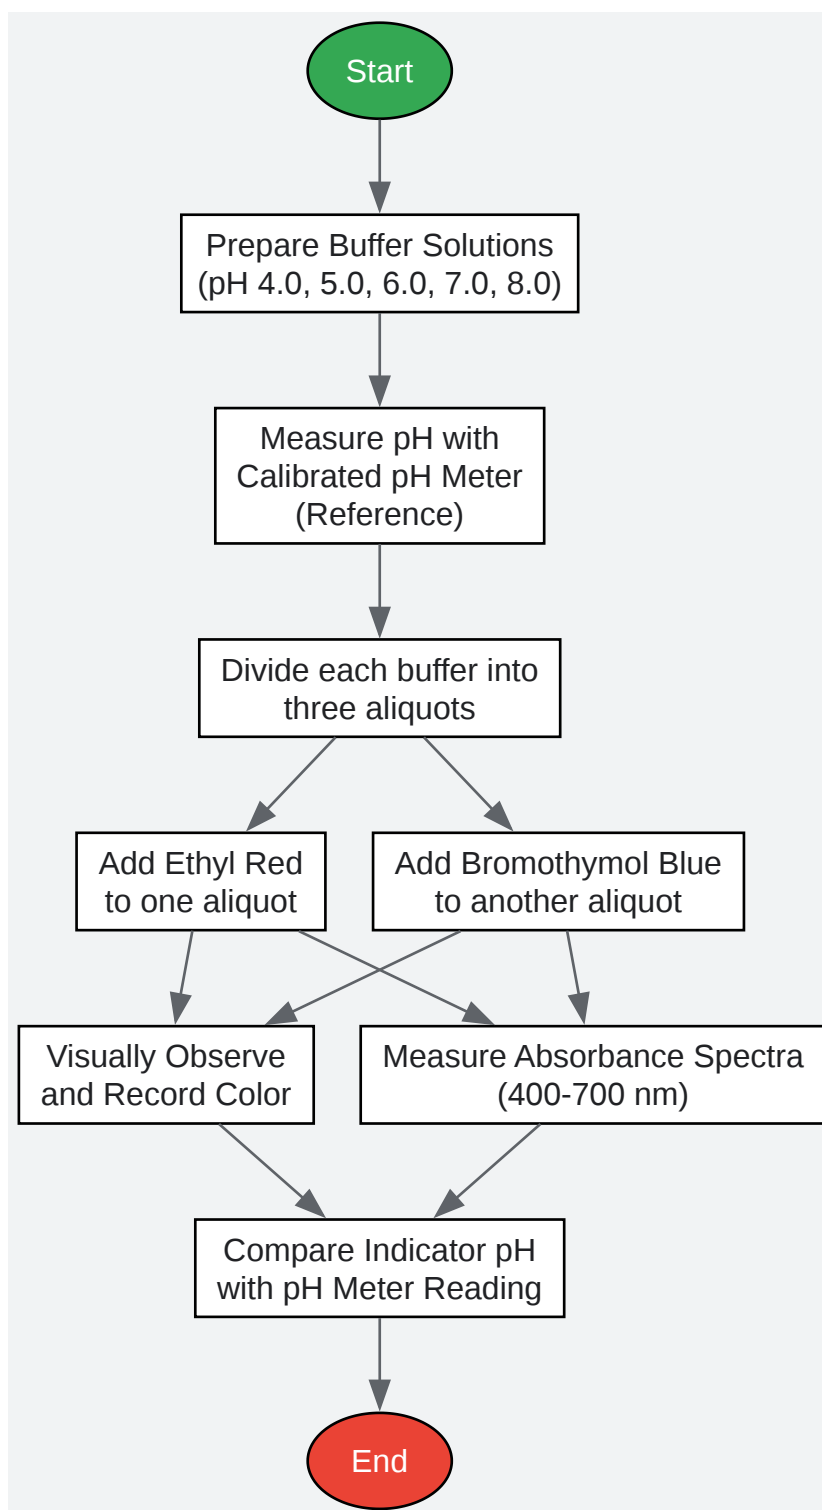 Start
Prepare Buffer Solutions
(pH 4.0, 5.0, 6.0, 7.0, 8.0)
Measure pH with
Calibrated pH Meter
(Reference)
Divide each buffer into
three aliquots
Add Ethyl Red
to one aliquot
Add Bromothymol Blue
to another aliquot
Visually Observe
and Record Color
Measure Absorbance Spectra
(400-700 nm)
Compare Indicator pH
with pH Meter Reading
End